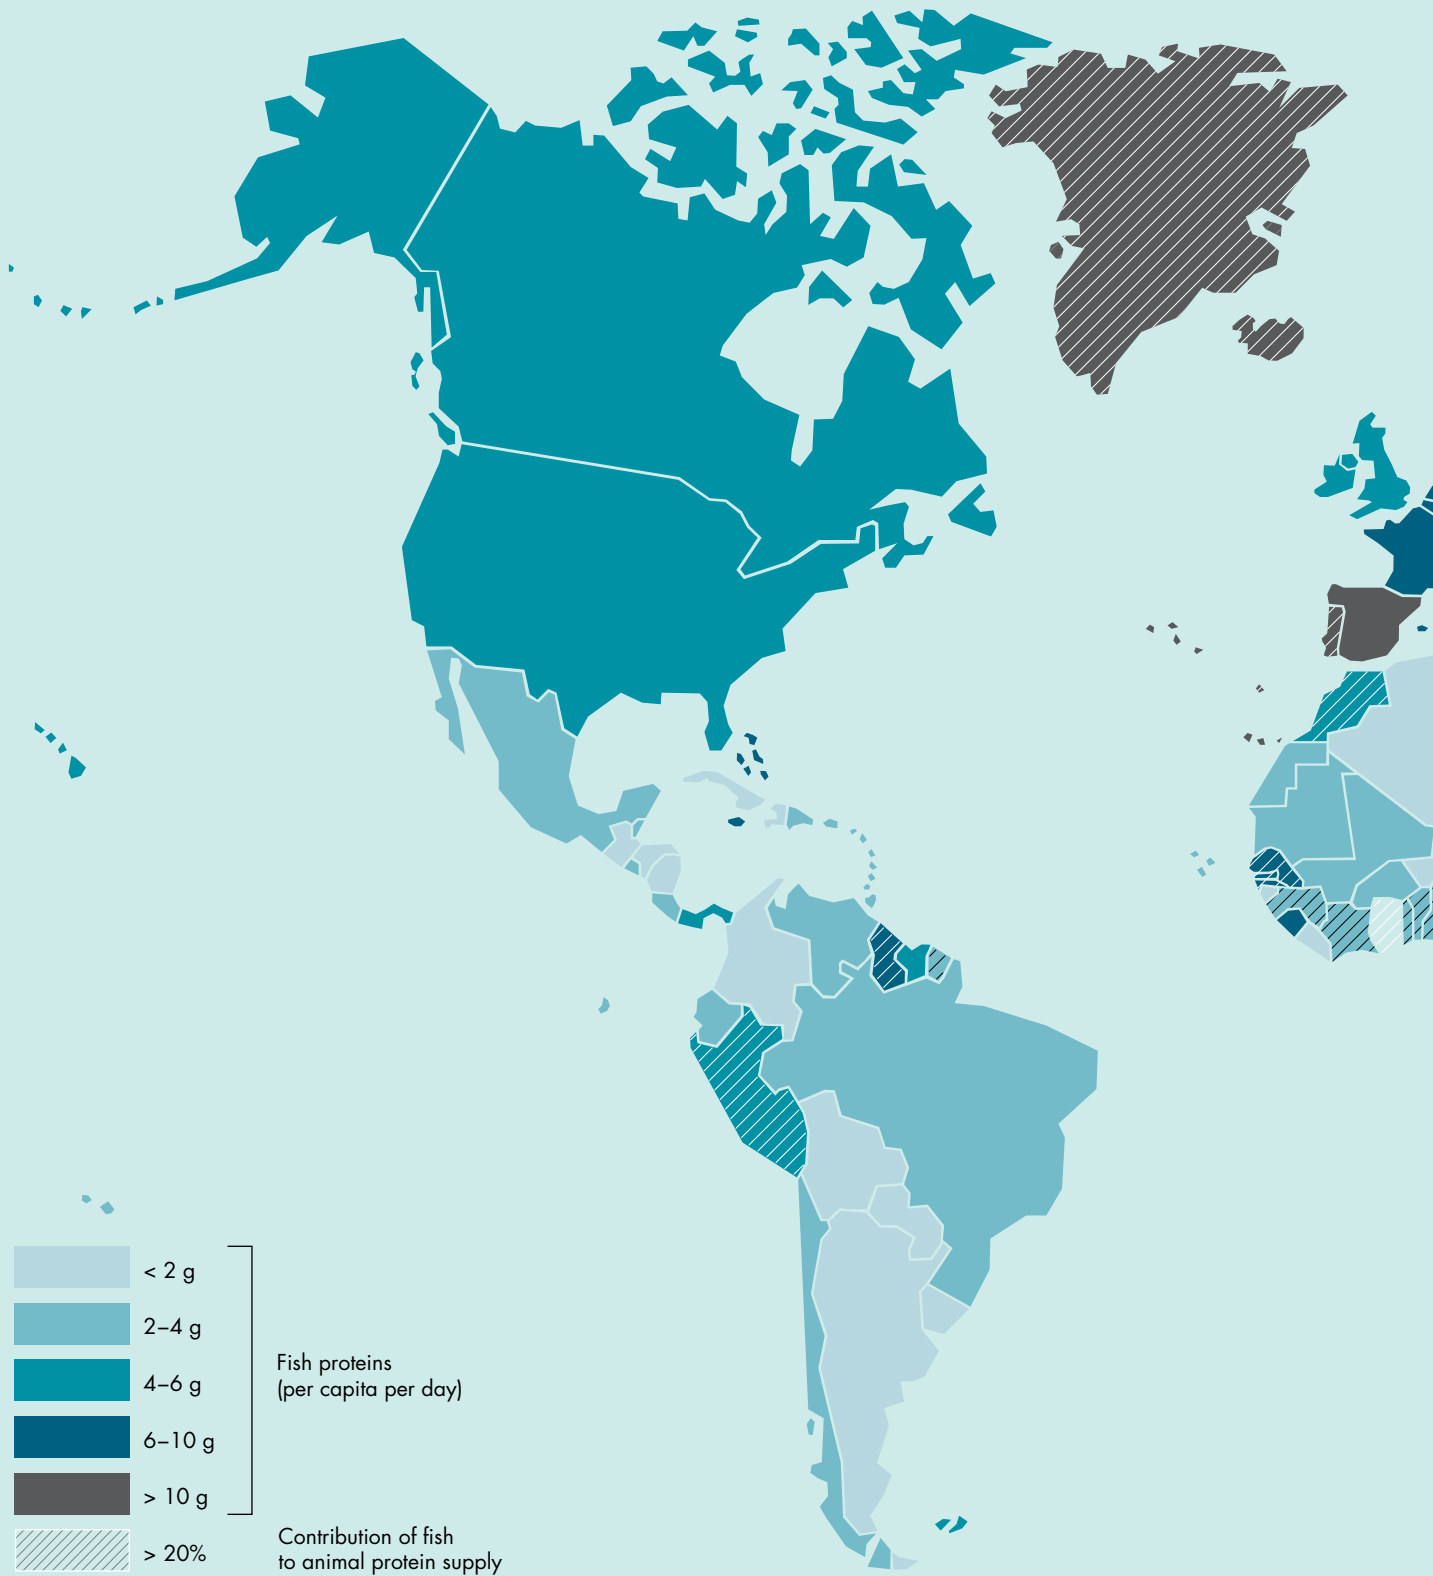 < 2 g
2–4 g
4–6 g
6–10 g
> 10 g
Fish proteins
(per capita per day)
> 20%
Contribution of fish
to animal protein supply